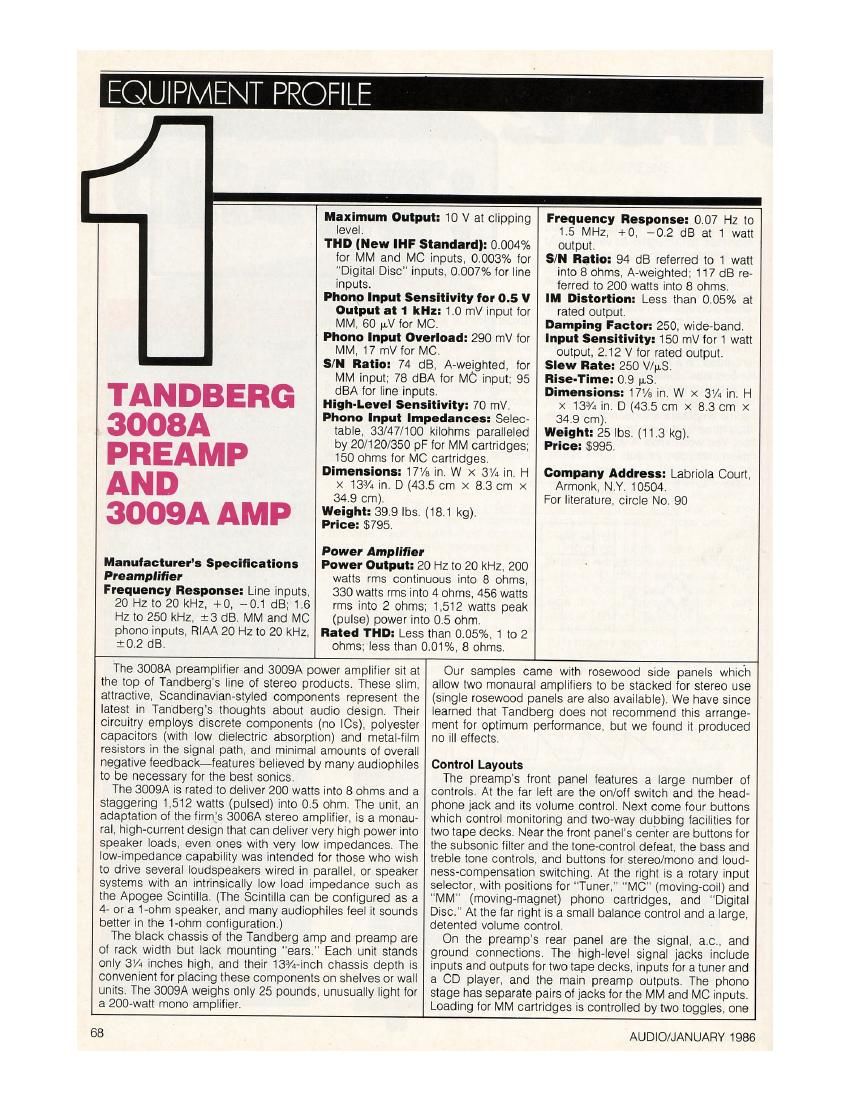 EQUIPMENT PROFILE
1
TANDBERG
3008A
PREAMP
AND
3009A AMP
Manufacturer's Specifications
Preamplifier
Frequency Response: Line inputs,
20 Hz to 20 kHz, +0, −0.1 dB; 1.6
Hz to 250 kHz, ±3 dB. MM and MC
phono inputs, RIAA 20 Hz to 20 kHz,
±0.2 dB.
Maximum Output: 10 V at clipping
level.
THD (New IHF Standard): 0.004%
for MM and MC inputs, 0.003% for
"Digital Disc" inputs, 0.007% for line
inputs.
Phono Input Sensitivity for 0.5 V
Output at 1 kHz: 1.0 mV input for
MM, 60 μV for MC.
Phono Input Overload: 290 mV for
MM, 17 mV for MC.
S/N Ratio: 74 dB, A-weighted, for
MM input; 78 dBA for MC input; 95
dBA for line inputs.
High-Level Sensitivity: 70 mV.
Phono Input Impedances: Selec-
table, 33/47/100 kilohms paralleled
by 20/120/350 pF for MM cartridges;
150 ohms for MC cartridges.
Dimensions: 17⅛ in. W × 3¼ in. H
× 13¾ in. D (43.5 cm × 8.3 cm ×
34.9 cm).
Weight: 39.9 lbs. (18.1 kg).
Price: $795.
Power Amplifier
Power Output: 20 Hz to 20 kHz, 200
watts rms continuous into 8 ohms,
330 watts rms into 4 ohms, 456 watts
rms into 2 ohms; 1,512 watts peak
(pulse) power into 0.5 ohm.
Rated THD: Less than 0.05%, 1 to 2
ohms; less than 0.01%, 8 ohms.
Frequency Response: 0.07 Hz to
1.5 MHz, +0, −0.2 dB at 1 watt
output.
S/N Ratio: 94 dB referred to 1 watt
into 8 ohms, A-weighted; 117 dB re-
ferred to 200 watts into 8 ohms.
IM Distortion: Less than 0.05% at
rated output.
Damping Factor: 250, wide-band.
Input Sensitivity: 150 mV for 1 watt
output, 2.12 V for rated output.
Slew Rate: 250 V/μS.
Rise-Time: 0.9 μS.
Dimensions: 17⅛ in. W × 3¼ in. H
× 13¾ in. D (43.5 cm × 8.3 cm ×
34.9 cm).
Weight: 25 lbs. (11.3 kg).
Price: $995.
Company Address: Labriola Court,
Armonk, N.Y. 10504.
For literature, circle No. 90
The 3008A preamplifier and 3009A power amplifier sit at
the top of Tandberg's line of stereo products. These slim,
attractive, Scandinavian-styled components represent the
latest in Tandberg's thoughts about audio design. Their
circuitry employs discrete components (no ICs), polyester
capacitors (with low dielectric absorption) and metal-film
resistors in the signal path, and minimal amounts of overall
negative feedback—features believed by many audiophiles
to be necessary for the best sonics.
The 3009A is rated to deliver 200 watts into 8 ohms and a
staggering 1,512 watts (pulsed) into 0.5 ohm. The unit, an
adaptation of the firm's 3006A stereo amplifier, is a monau-
ral, high-current design that can deliver very high power into
speaker loads, even ones with very low impedances. The
low-impedance capability was intended for those who wish
to drive several loudspeakers wired in parallel, or speaker
systems with an intrinsically low load impedance such as
the Apogee Scintilla. (The Scintilla can be configured as a
4- or a 1-ohm speaker, and many audiophiles feel it sounds
better in the 1-ohm configuration.)
The black chassis of the Tandberg amp and preamp are
of rack width but lack mounting "ears." Each unit stands
only 3¼ inches high, and their 13¾-inch chassis depth is
convenient for placing these components on shelves or wall
units. The 3009A weighs only 25 pounds, unusually light for
a 200-watt mono amplifier.
Our samples came with rosewood side panels which
allow two monaural amplifiers to be stacked for stereo use
(single rosewood panels are also available). We have since
learned that Tandberg does not recommend this arrange-
ment for optimum performance, but we found it produced
no ill effects.
Control Layouts
The preamp's front panel features a large number of
controls. At the far left are the on/off switch and the head-
phone jack and its volume control. Next come four buttons
which control monitoring and two-way dubbing facilities for
two tape decks. Near the front panel's center are buttons for
the subsonic filter and the tone-control defeat, the bass and
treble tone controls, and buttons for stereo/mono and loud-
ness-compensation switching. At the right is a rotary input
selector, with positions for "Tuner," "MC" (moving-coil) and
"MM" (moving-magnet) phono cartridges, and "Digital
Disc." At the far right is a small balance control and a large,
detented volume control.
On the preamp's rear panel are the signal, a.c., and
ground connections. The high-level signal jacks include
inputs and outputs for two tape decks, inputs for a tuner and
a CD player, and the main preamp outputs. The phono
stage has separate pairs of jacks for the MM and MC inputs.
Loading for MM cartridges is controlled by two toggles, one
68
AUDIO/JANUARY 1986